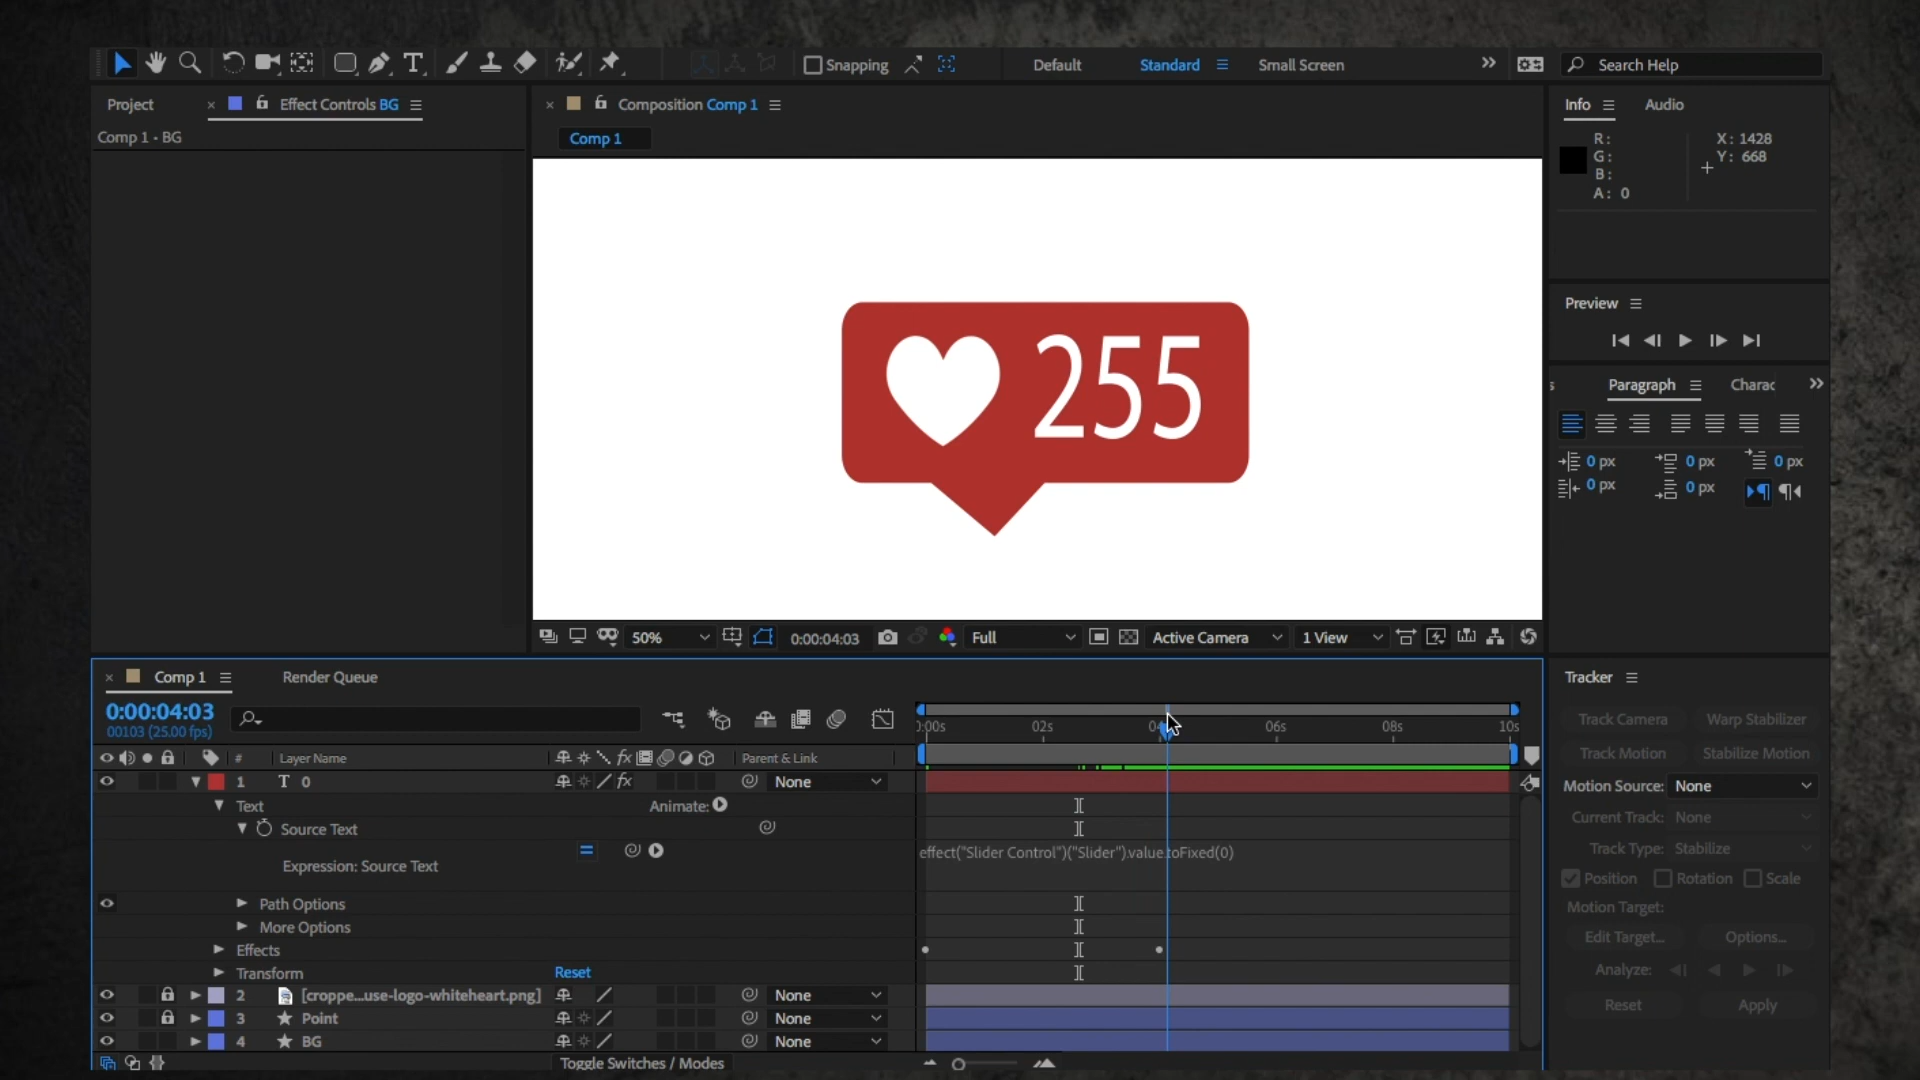 Snapping
Default
Standard
Small Screen
Search Help
Project
Effect Controls BG
Composition Comp 1
Info
Audio
Comp 1 • BG
Comp 1
R:
G:
B:
A: 0
X: 1428
Y: 668
255
Preview
Paragraph
Charac
0 px
0 px
0 px
0 px
0 px
50%
0:00:04:03
Full
Active Camera
1 View
Comp 1
Render Queue
Tracker
0:00:04:03
00103 (25.00 fps)
0:00s
02s
04
06s
08s
10s
Track Camera
Warp Stabilizer
Track Motion
Stabilize Motion
#
Layer Name
Parent & Link
1
T
0
None
Motion Source: None
Text
Animate:
Current Track: None
Source Text
Track Type: Stabilize
Expression: Source Text
effect("Slider Control")("Slider").value.toFixed(0)
Position
Rotation
Scale
Path Options
Motion Target:
More Options
Edit Target...
Options...
Effects
Transform
Reset
Analyze:
2
[croppe...use-logo-whiteheart.png]
None
3
Point
None
Reset
Apply
4
BG
None
Toggle Switches / Modes